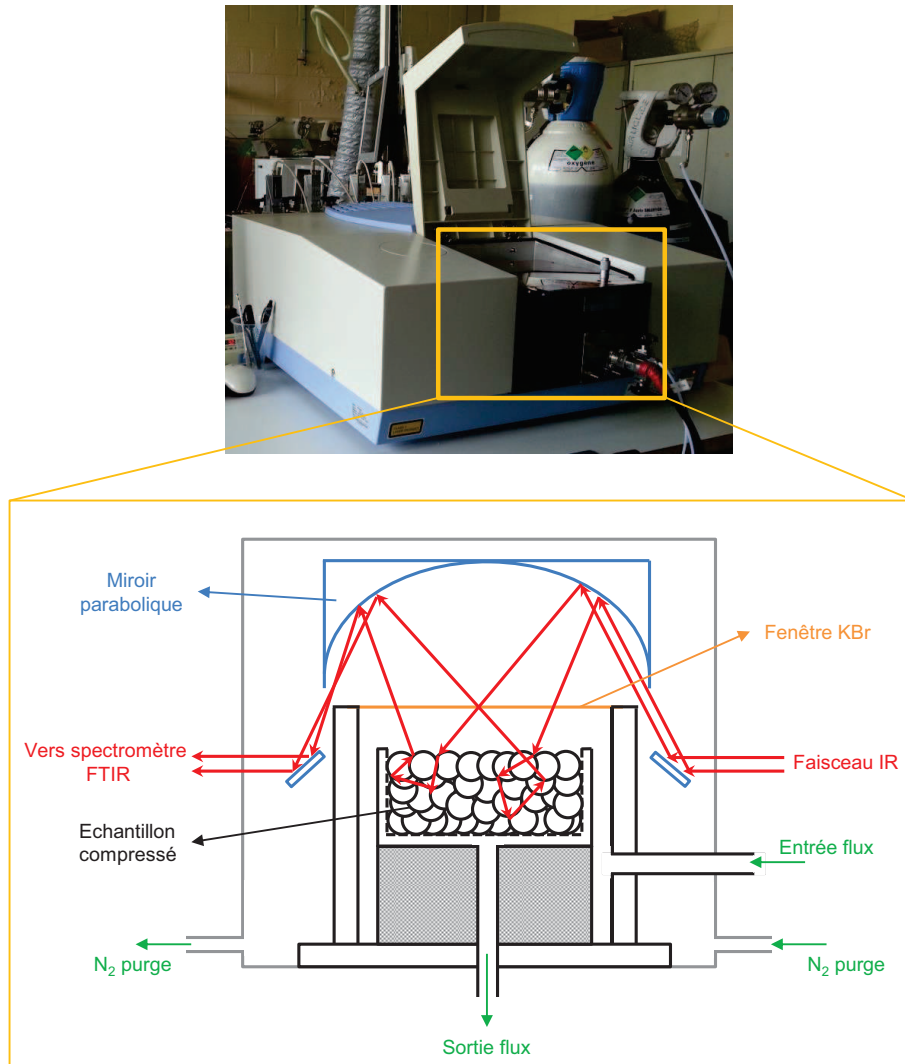 oxygene
Miroir
parabolique
Fenêtre KBr
Vers spectromètre
FTIR
Faisceau IR
Echantillon
compressé
Entrée flux
N₂ purge
N₂ purge
Sortie flux